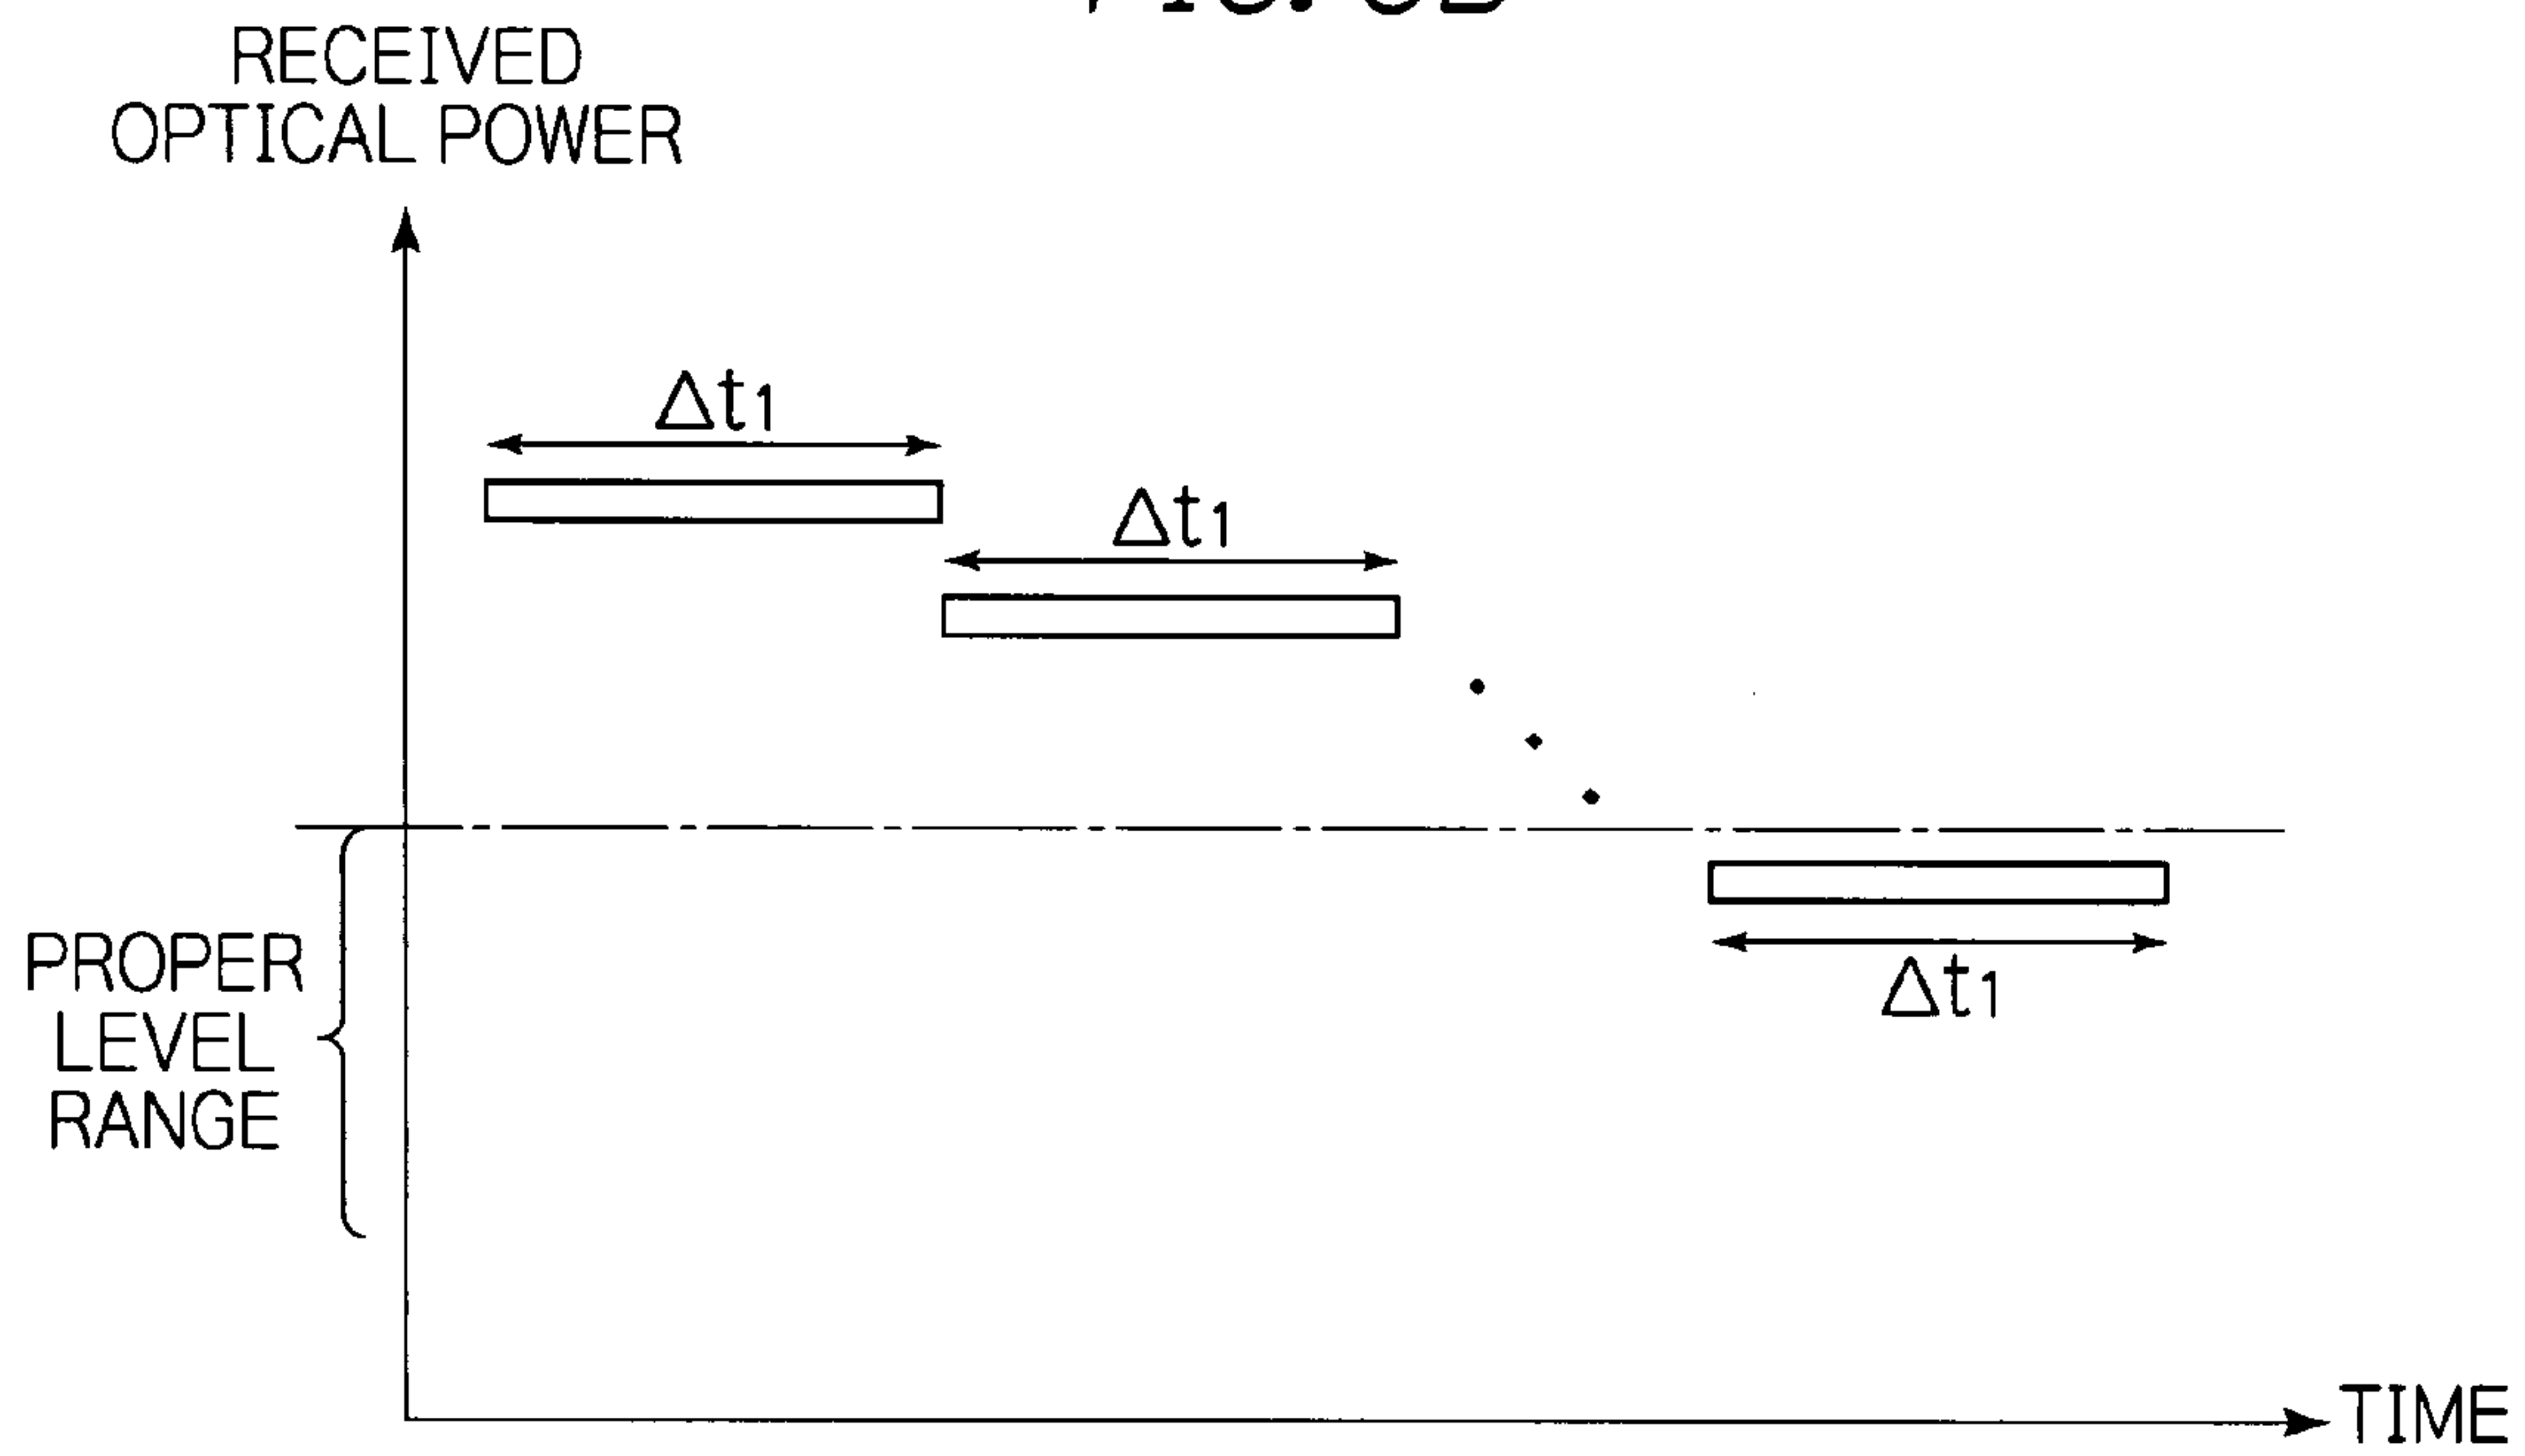 RECEIVED
OPTICAL POWER
Δt1
Δt1
PROPER
LEVEL
RANGE
Δt1
TIME